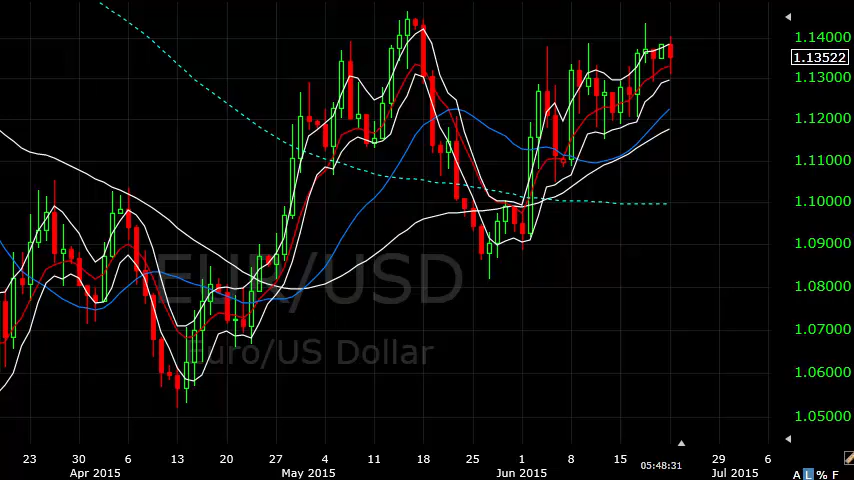 1.14000
1.13522
1.13000
1.12000
1.11000
1.10000
1.09000
1.08000
1.07000
1.06000
1.05000
EUR/USD
Euro/US Dollar
23 30 6 13 20 27 4 11 18 25 1 8 15 29 6
Apr 2015 May 2015 Jun 2015 05:48:31 Jul 2015
A L % F